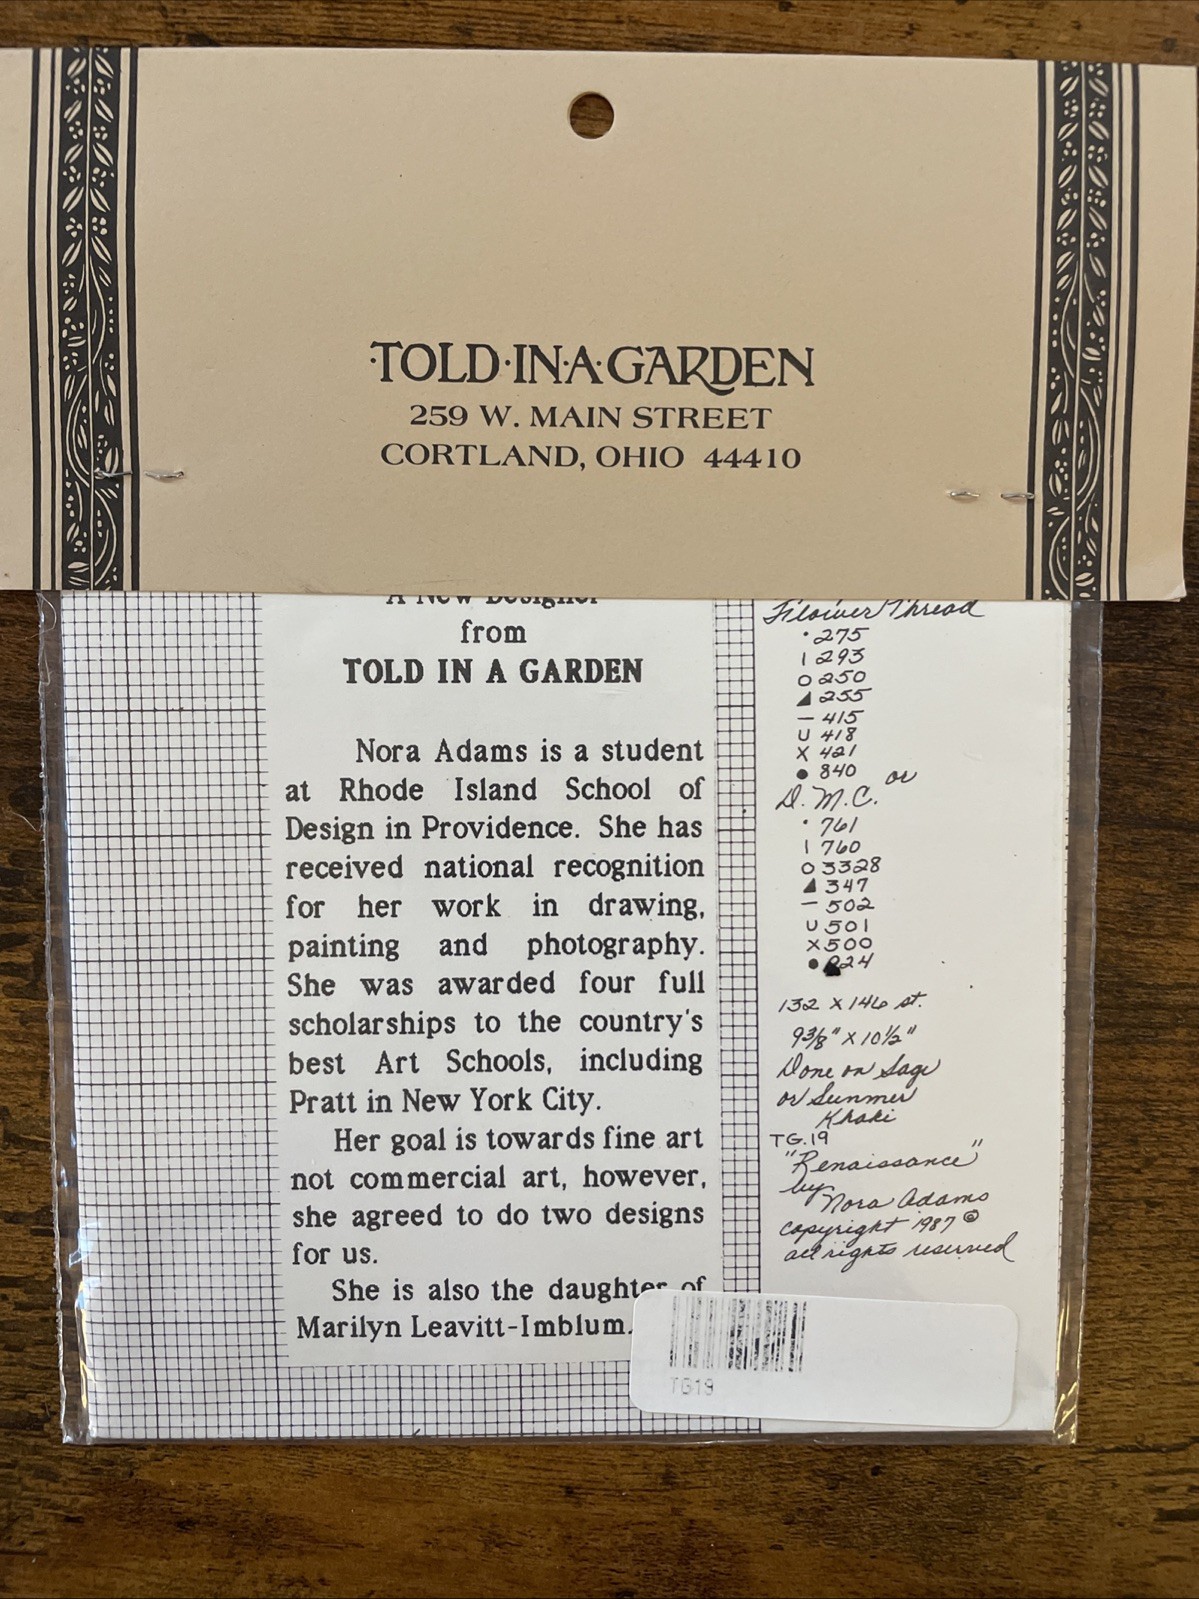 ·TOLD·IN·A·GARDEN
259 W. MAIN STREET
CORTLAND, OHIO 44410
A New Designer
from
TOLD IN A GARDEN
Nora Adams is a student
at Rhode Island School of
Design in Providence. She has
received national recognition
for her work in drawing,
painting and photography.
She was awarded four full
scholarships to the country's
best Art Schools, including
Pratt in New York City.
Her goal is towards fine art
not commercial art, however,
she agreed to do two designs
for us.
She is also the daughter of
Marilyn Leavitt-Imblum.
Flower Thread
· 275
| 293
O 250
◢ 255
— 415
U 418
X 421
● 840 or
D.M.C.
· 761
| 760
O 3328
◢ 347
— 502
U 501
X 500
● 24
132 X 146 st.
9 3/8" X 10 1/2"
Done on Sage
or Summer
Khaki
TG.19
"Renaissance"
by
Nora Adams
copyright 1987 ©
all rights reserved
TG19